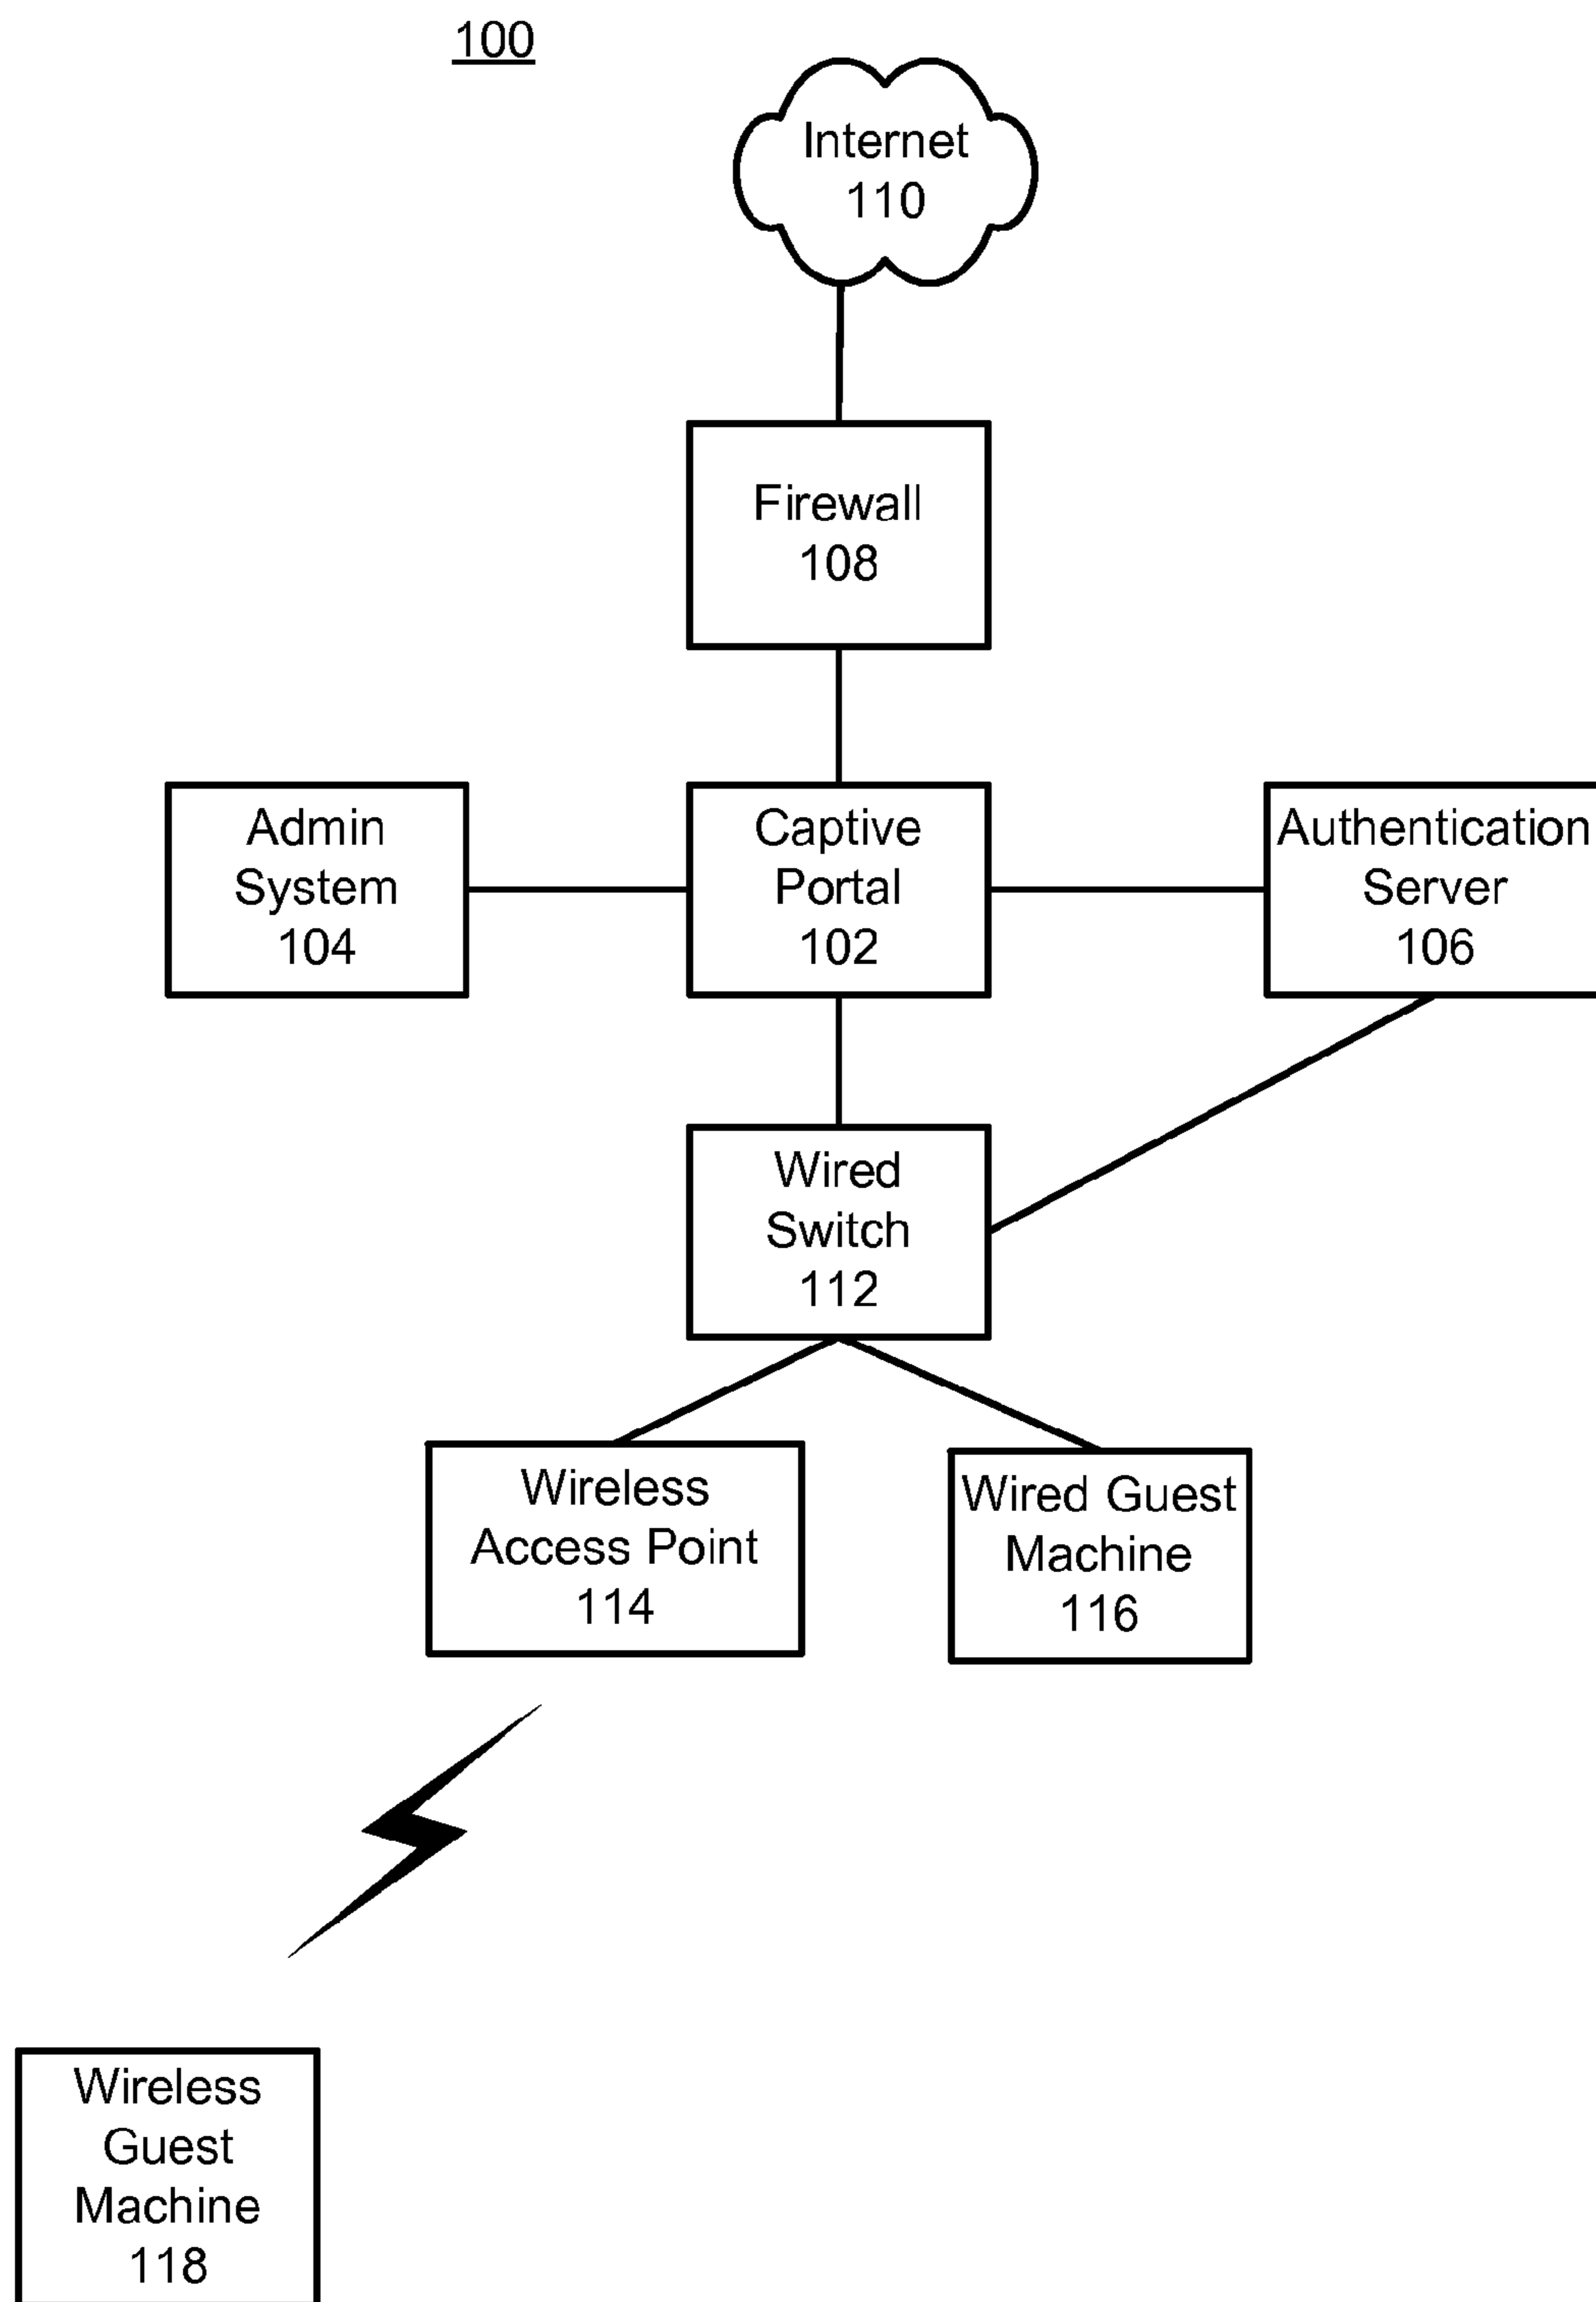 100
Internet
110
Firewall
108
Admin
System
104
Captive
Portal
102
Authentication
Server
106
Wired
Switch
112
Wireless
Access Point
114
Wired Guest
Machine
116
Wireless
Guest
Machine
118